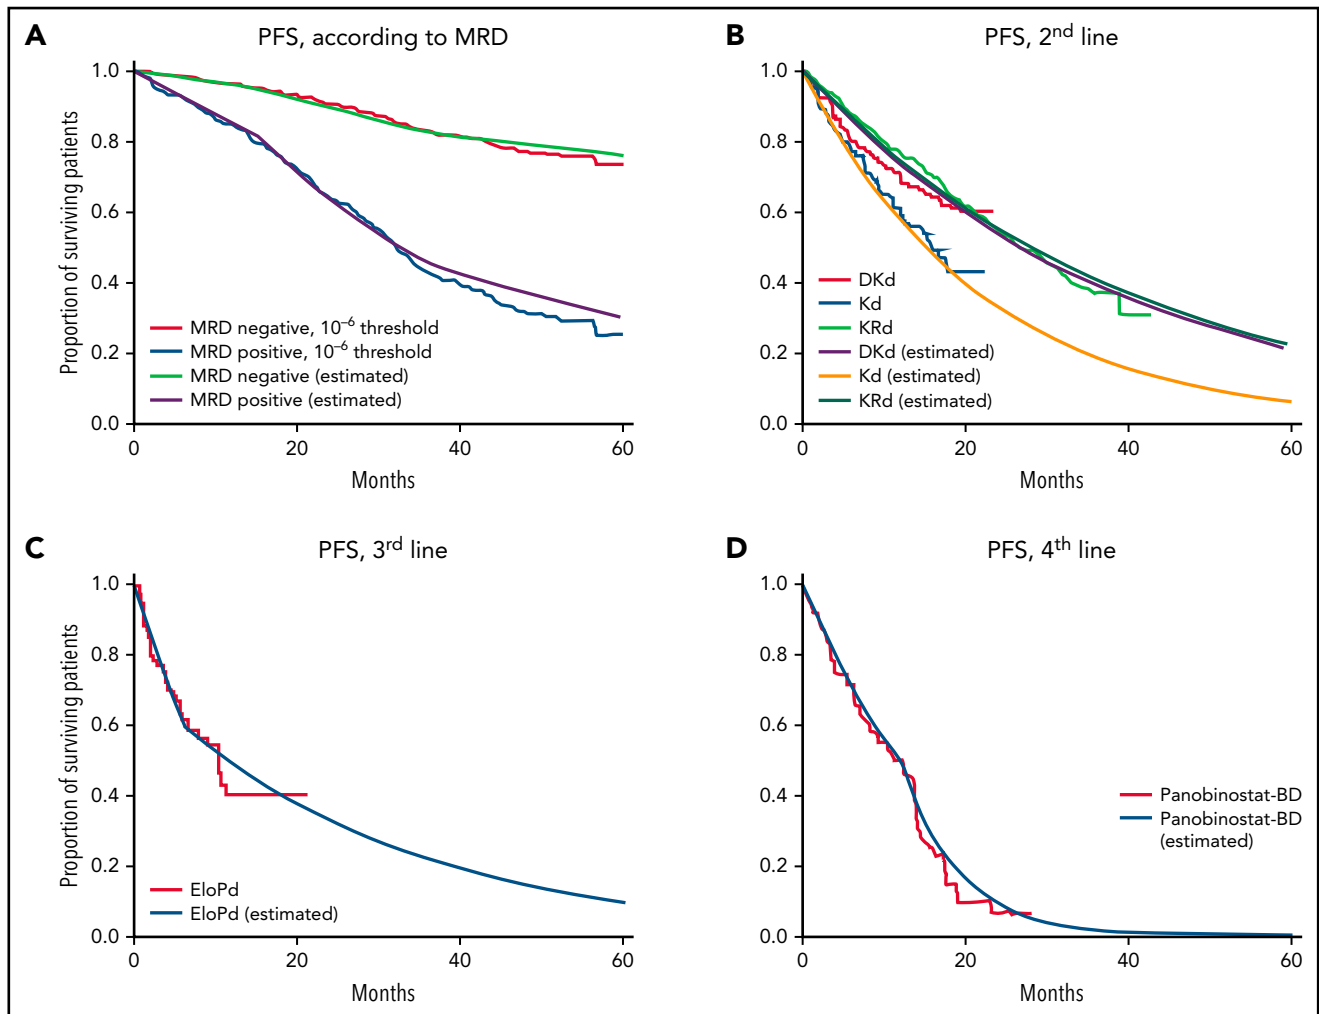 A
PFS, according to MRD
Proportion of surviving patients
1.0
0.8
0.6
0.4
0.2
0.0
MRD negative, 10⁻⁶ threshold
MRD positive, 10⁻⁶ threshold
MRD negative (estimated)
MRD positive (estimated)
0 20 40 60
Months
B
PFS, 2nd line
1.0
0.8
0.6
0.4
0.2
0.0
DKd
Kd
KRd
DKd (estimated)
Kd (estimated)
KRd (estimated)
0 20 40 60
Months
C
PFS, 3rd line
Proportion of surviving patients
1.0
0.8
0.6
0.4
0.2
0.0
EloPd
EloPd (estimated)
0 20 40 60
Months
D
PFS, 4th line
1.0
0.8
0.6
0.4
0.2
0.0
Panobinostat-BD
Panobinostat-BD
(estimated)
0 20 40 60
Months